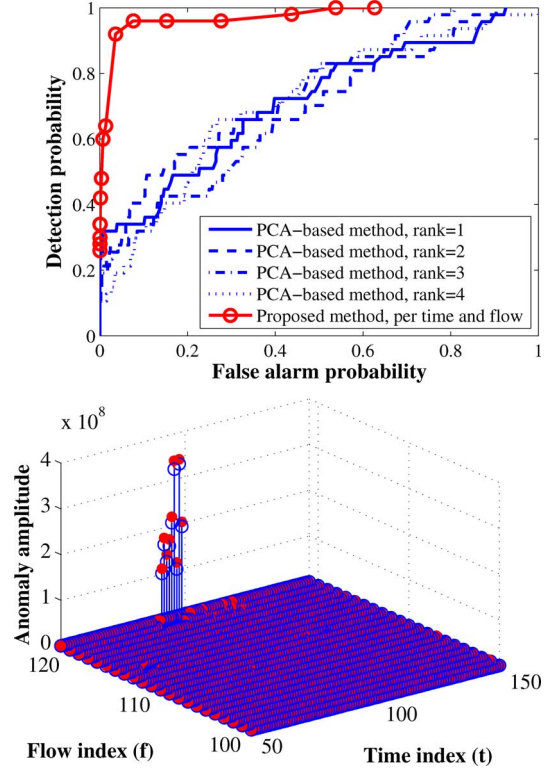 1
0.8
0.6
0.4
0.2
0
Detection probability
PCA-based method, rank=1
PCA-based method, rank=2
PCA-based method, rank=3
PCA-based method, rank=4
Proposed method, per time and flow
0 0.2 0.4 0.6 0.8 1
False alarm probability
x 10^8
4
3
2
1
0
Anomaly amplitude
120
110
100
50
100
150
Flow index (f)
Time index (t)